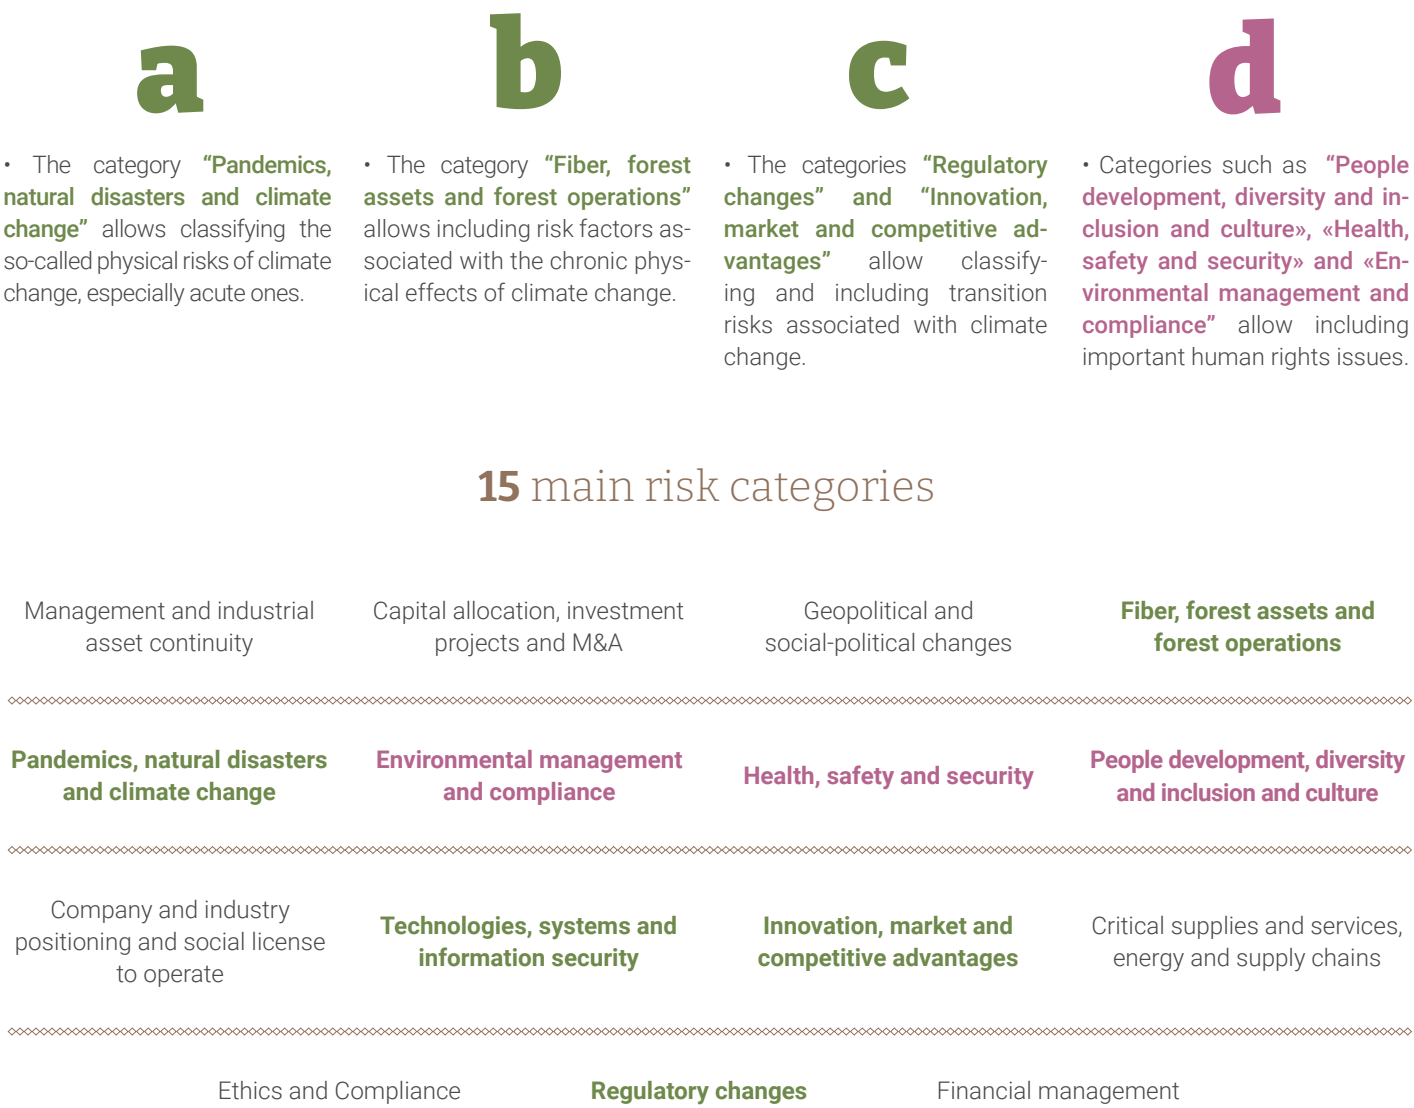 a
• The category “Pandemics,
natural disasters and climate
change” allows classifying the
so-called physical risks of climate
change, especially acute ones.
b
• The category “Fiber, forest
assets and forest operations”
allows including risk factors as-
sociated with the chronic phys-
ical effects of climate change.
c
• The categories “Regulatory
changes” and “Innovation,
market and competitive ad-
vantages” allow classify-
ing and including transition
risks associated with climate
change.
d
• Categories such as “People
development, diversity and in-
clusion and culture», «Health,
safety and security» and «En-
vironmental management and
compliance” allow including
important human rights issues.
15 main risk categories
Management and industrial
asset continuity
Capital allocation, investment
projects and M&A
Geopolitical and
social-political changes
Fiber, forest assets and
forest operations
Pandemics, natural disasters
and climate change
Environmental management
and compliance
Health, safety and security
People development, diversity
and inclusion and culture
Company and industry
positioning and social license
to operate
Technologies, systems and
information security
Innovation, market and
competitive advantages
Critical supplies and services,
energy and supply chains
Ethics and Compliance
Regulatory changes
Financial management